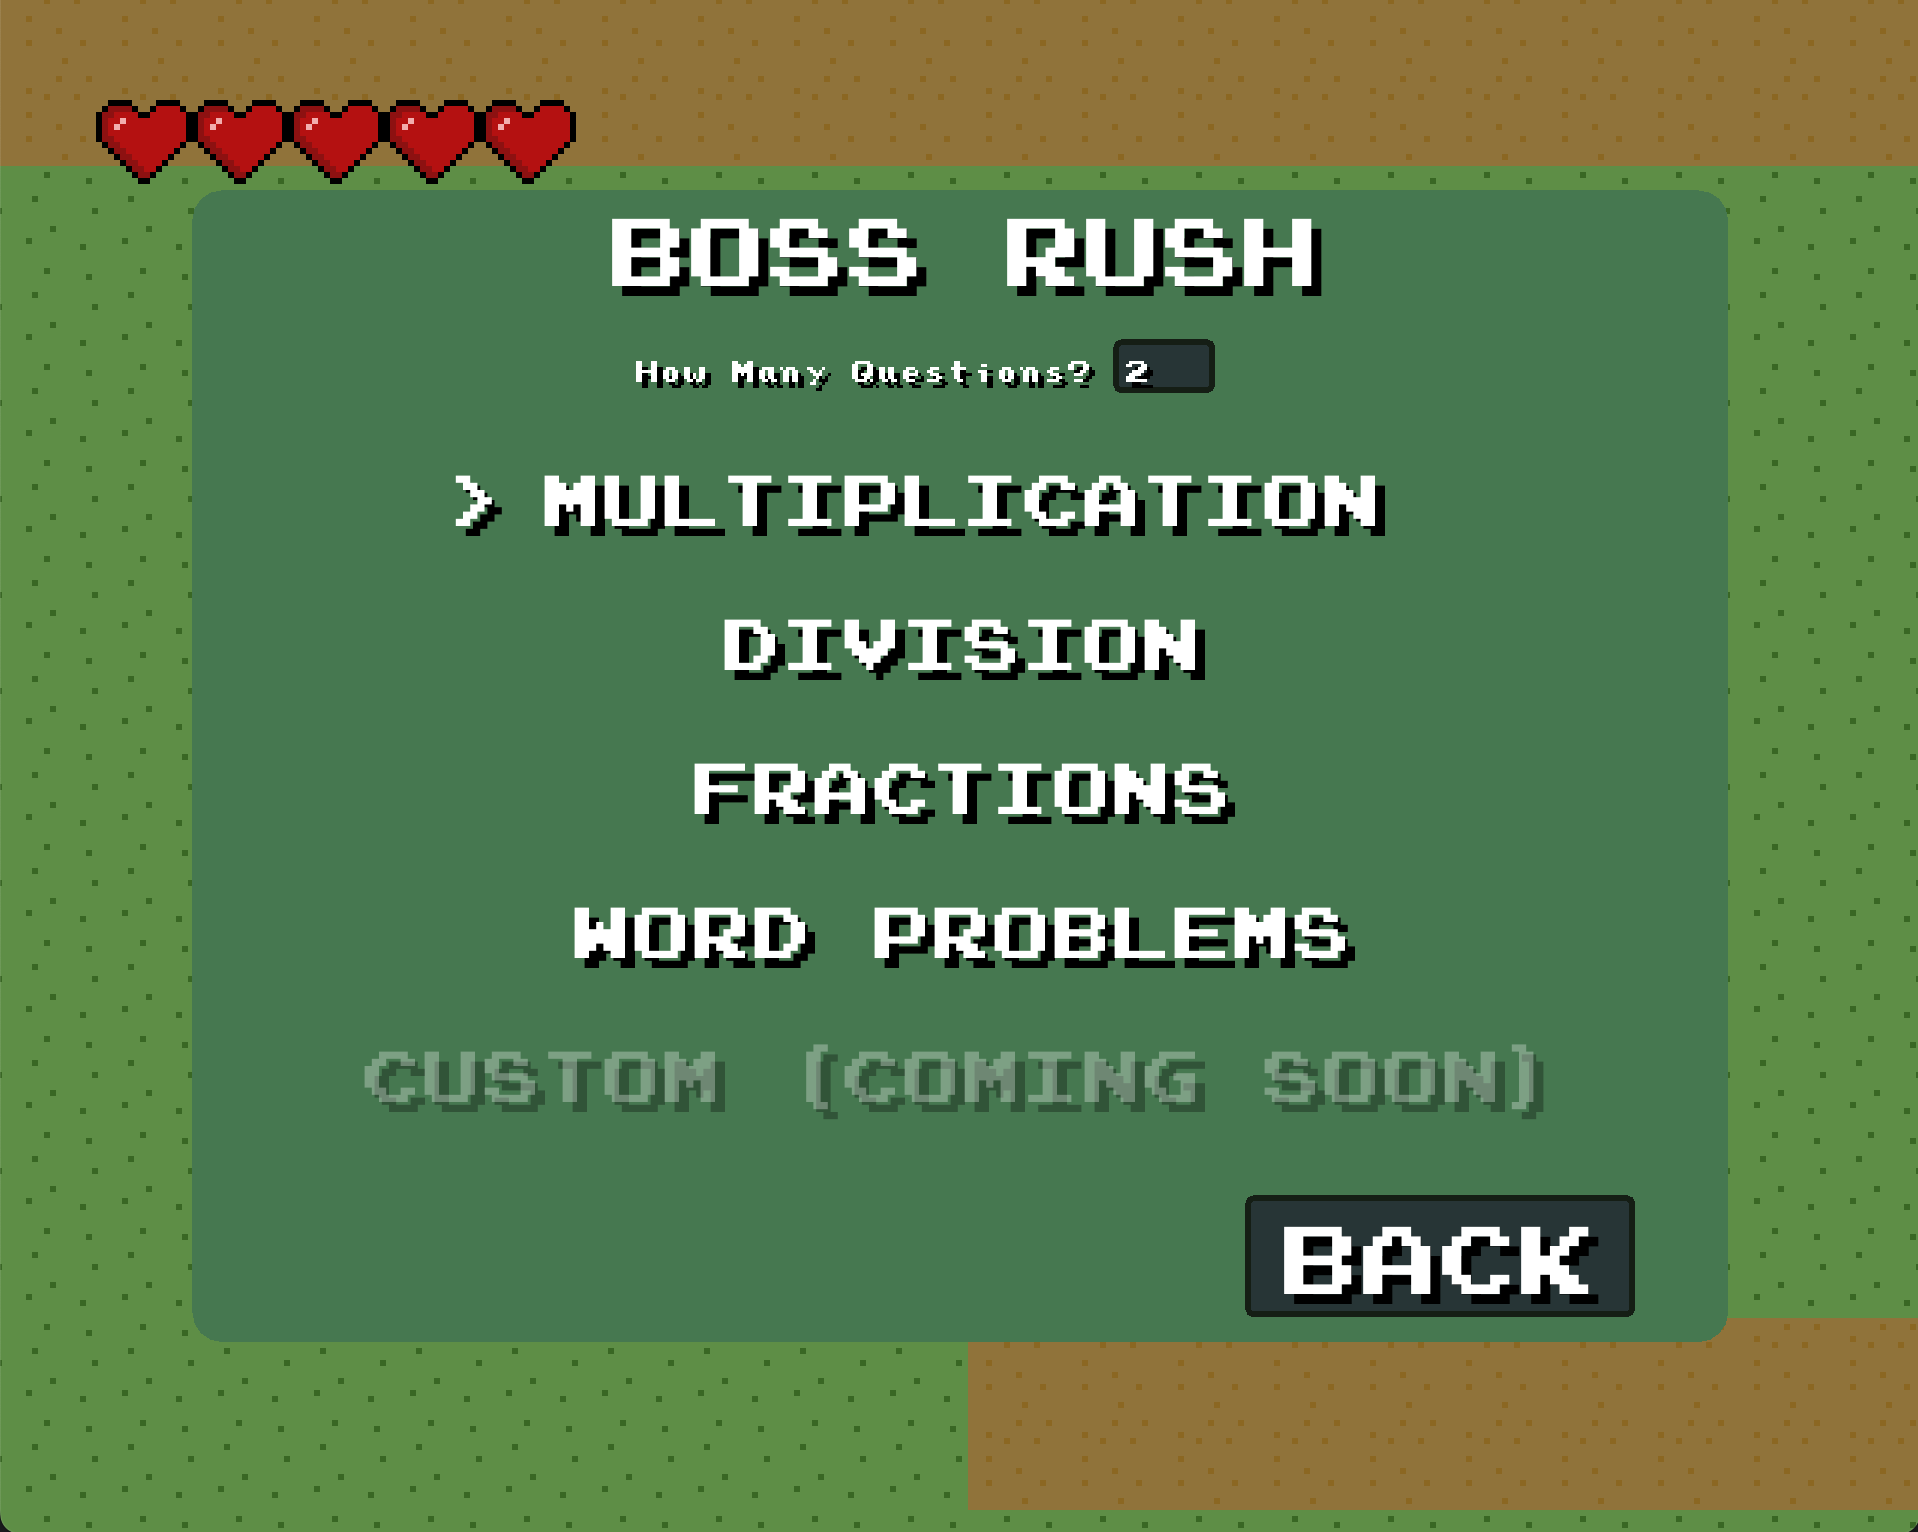 BOSS RUSH
How Many Questions? 2
> MULTIPLICATION
DIVISION
FRACTIONS
WORD PROBLEMS
CUSTOM (COMING SOON)
BACK